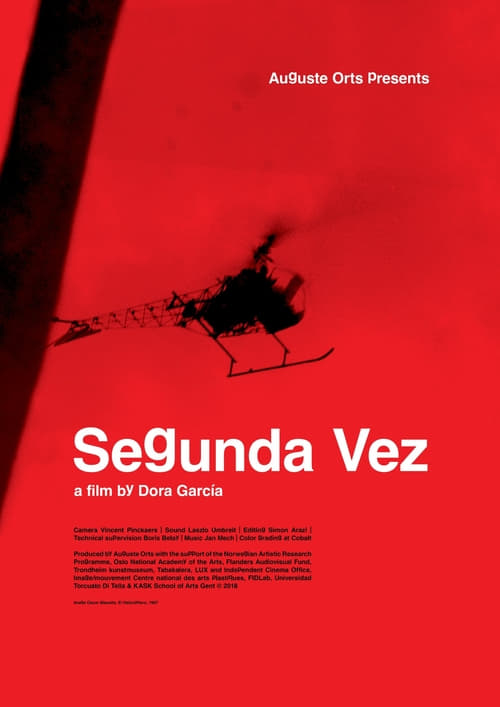 Auguste Orts Presents
Segunda Vez
a film by Dora García
Camera Vincent Pinckaers | Sound Laszlo Umbreit | Editing Simon Arazi |
Technical supervision Boris Belay | Music Jan Mech | Color Grading at Cobalt
Produced by Auguste Orts with the support of the Norwegian Artistic Research
Programme, Oslo National Academy of the Arts, Flanders Audiovisual Fund,
Trondheim kunstmuseum, Tabakalera, LUX and Independent Cinema Office,
Image/mouvement Centre national des arts Plastiques, FIDLab, Universidad
Torcuato Di Tella & KASK School of Arts Gent © 2018